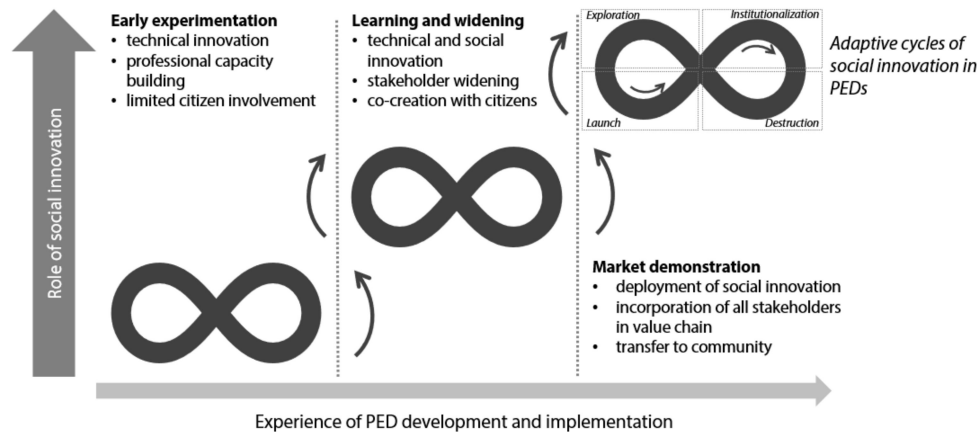 Early experimentation
• technical innovation
• professional capacity
building
• limited citizen involvement
Learning and widening
• technical and social
innovation
• stakeholder widening
• co-creation with citizens
Exploration
Institutionalization
Launch
Destruction
Adaptive cycles of
social innovation in
PEDs
Role of social innovation
Market demonstration
• deployment of social innovation
• incorporation of all stakeholders
in value chain
• transfer to community
Experience of PED development and implementation